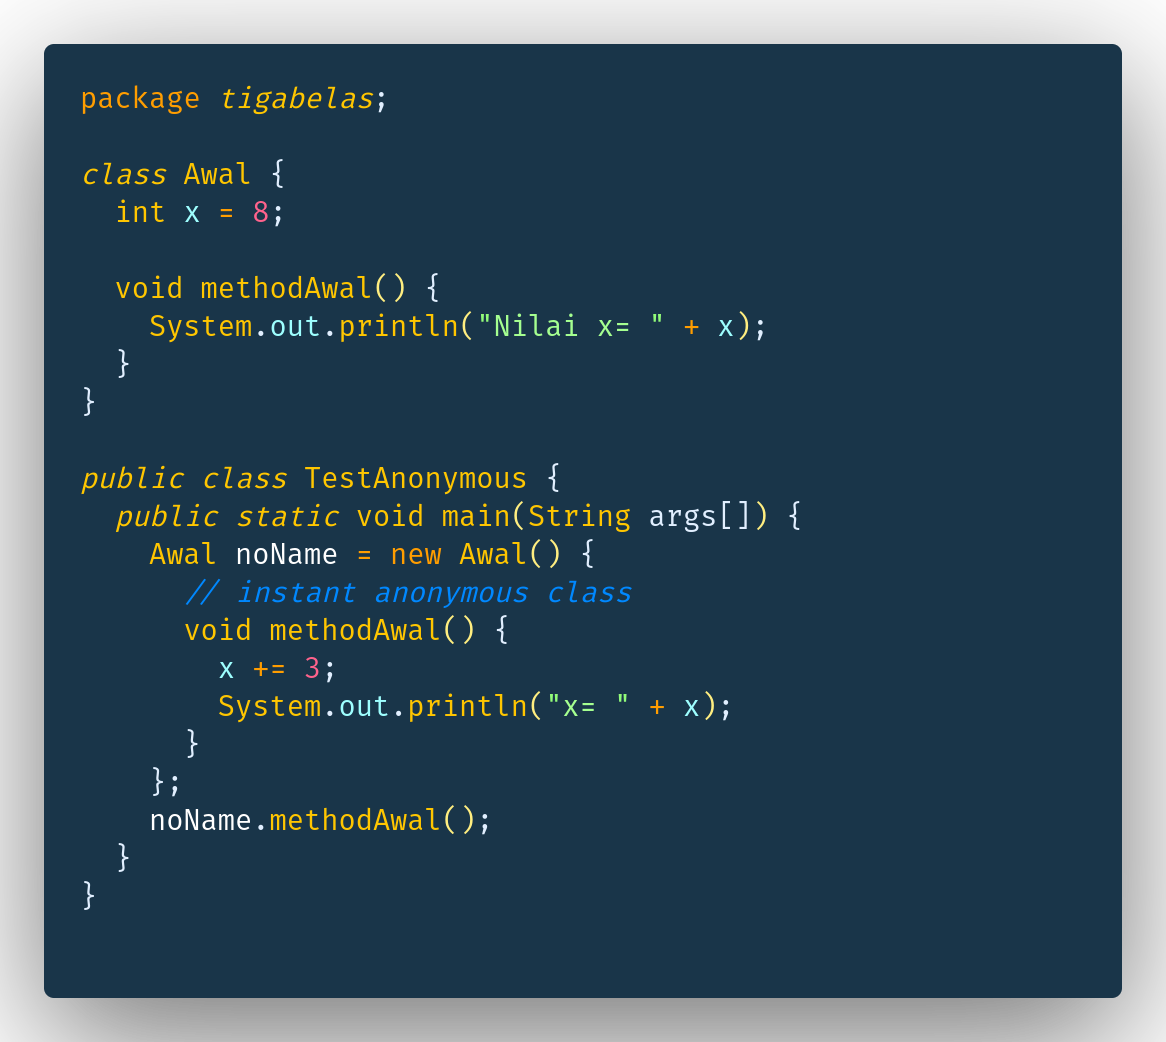 package tigabelas;
class Awal {
  int x = 8;
  void methodAwal() {
    System.out.println("Nilai x= " + x);
  }
}
public class TestAnonymous {
  public static void main(String args[]) {
    Awal noName = new Awal() {
      // instant anonymous class
      void methodAwal() {
        x += 3;
        System.out.println("x= " + x);
      }
    };
    noName.methodAwal();
  }
}